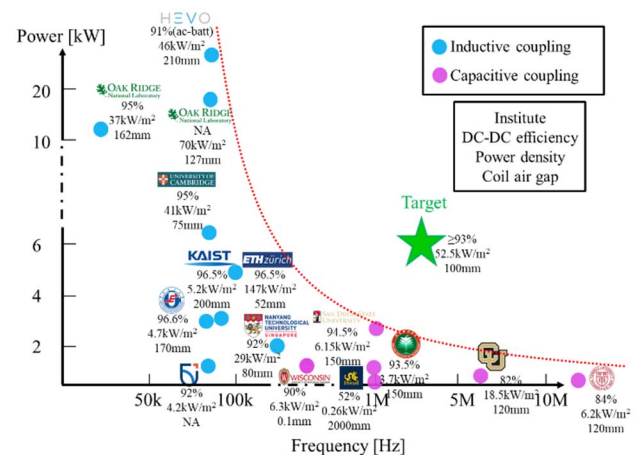 HEVO
Power [kW]
91%(ac-batt)
46kW/m²
210mm
Inductive coupling
Capacitive coupling
OAK RIDGE
National Laboratory
95%
37kW/m²
162mm
OAK RIDGE
National Laboratory
NA
70kW/m²
127mm
Institute
DC-DC efficiency
Power density
Coil air gap
20
10
UNIVERSITY OF
CAMBRIDGE
95%
41kW/m²
75mm
Target
≥93%
52.5kW/m²
100mm
6
KAIST
96.5%
5.2kW/m²
200mm
ETH zürich
96.5%
147kW/m²
52mm
4
96.6%
4.7kW/m²
170mm
NANYANG
TECHNOLOGICAL
UNIVERSITY
SINGAPORE
92%
29kW/m²
80mm
SAN DIEGO STATE
UNIVERSITY
94.5%
6.15kW/m²
150mm
93.5%
3.7kW/m²
150mm
2
92%
4.2kW/m²
NA
WISCONSIN
90%
6.3kW/m²
0.1mm
Drexel
52%
0.26kW/m²
2000mm
CU
82%
18.5kW/m²
120mm
84%
6.2kW/m²
120mm
50k
100k
1M
5M
10M
Frequency [Hz]